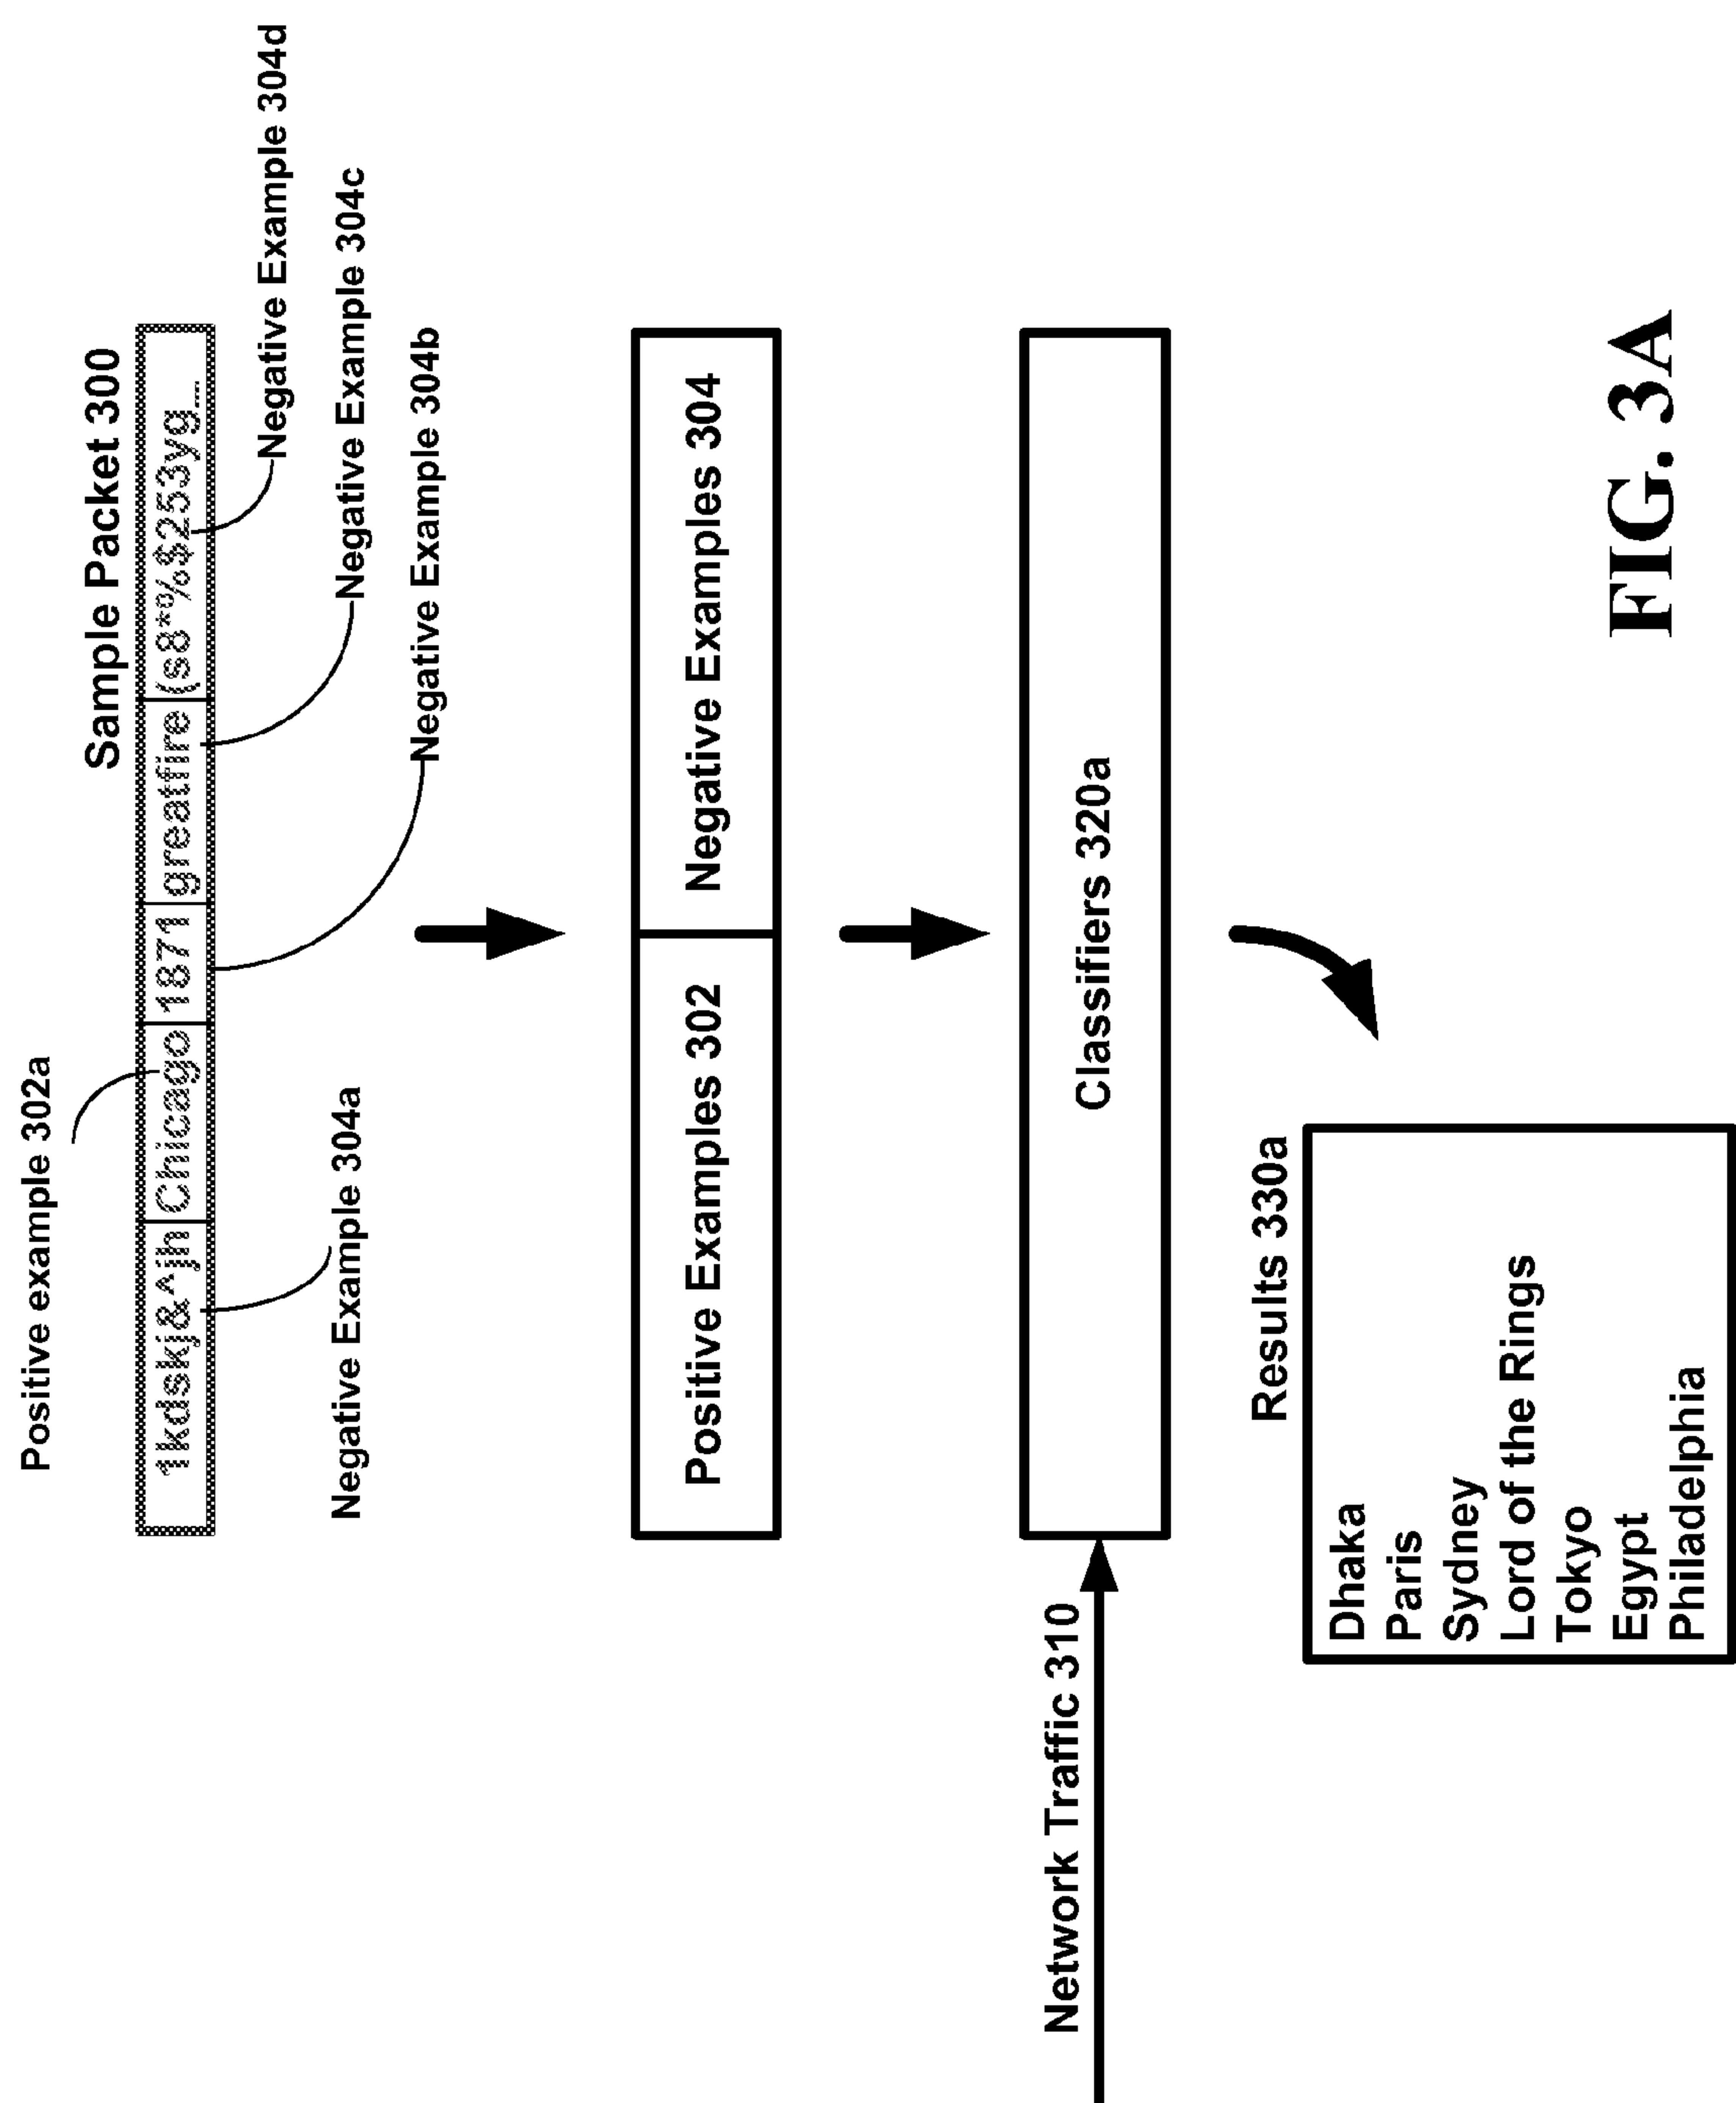 Positive example 302a
Sample Packet 300
1kdskj&^jh Chicago 1871 greatfire (s8*%$253yg...
Negative Example 304a
Negative Example 304d
Negative Example 304c
Negative Example 304b
Positive Examples 302
Negative Examples 304
Network Traffic 310
Classifiers 320a
Results 330a
Dhaka
Paris
Sydney
Lord of the Rings
Tokyo
Egypt
Philadelphia
FIG. 3A